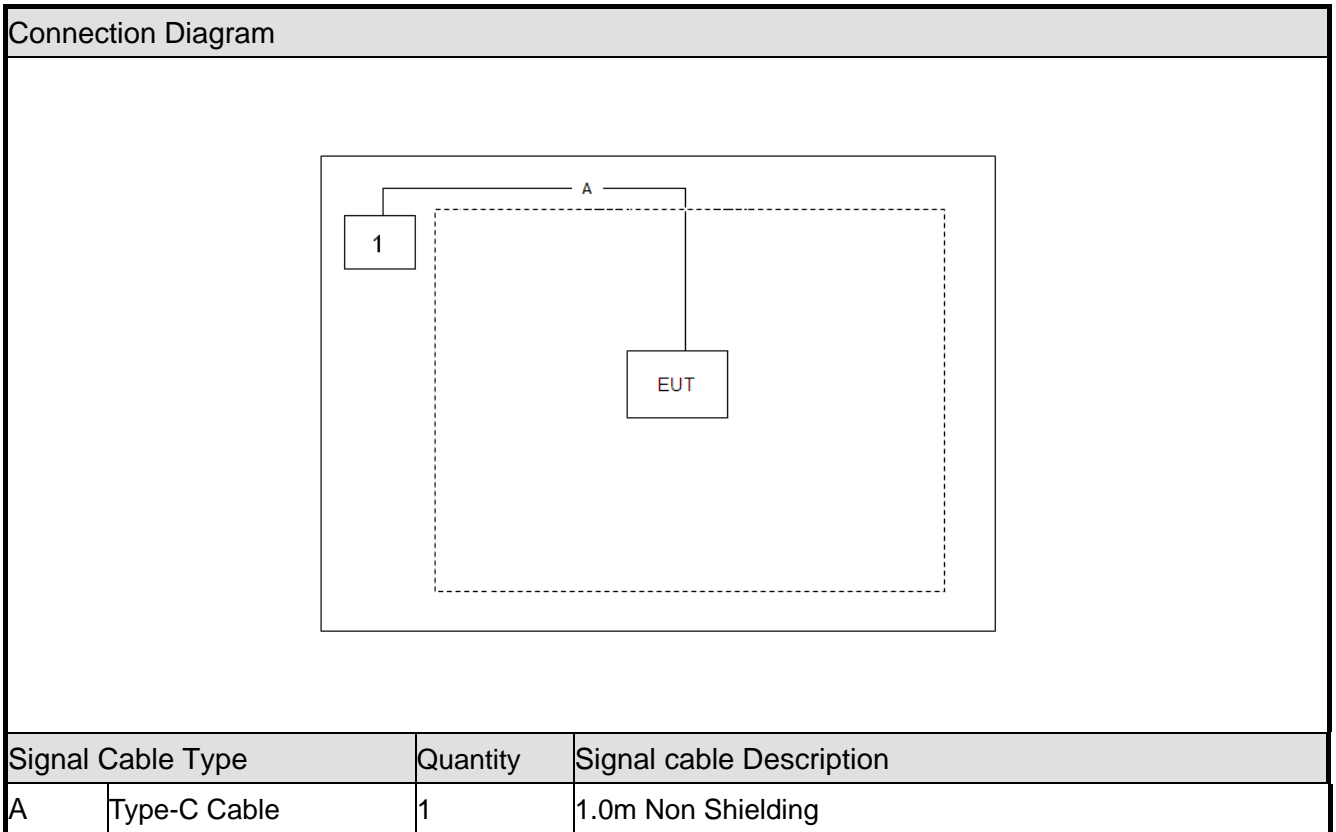 Connection Diagram
A
1
EUT
Signal Cable Type Quantity Signal cable Description
A Type-C Cable 1 1.0m Non Shielding